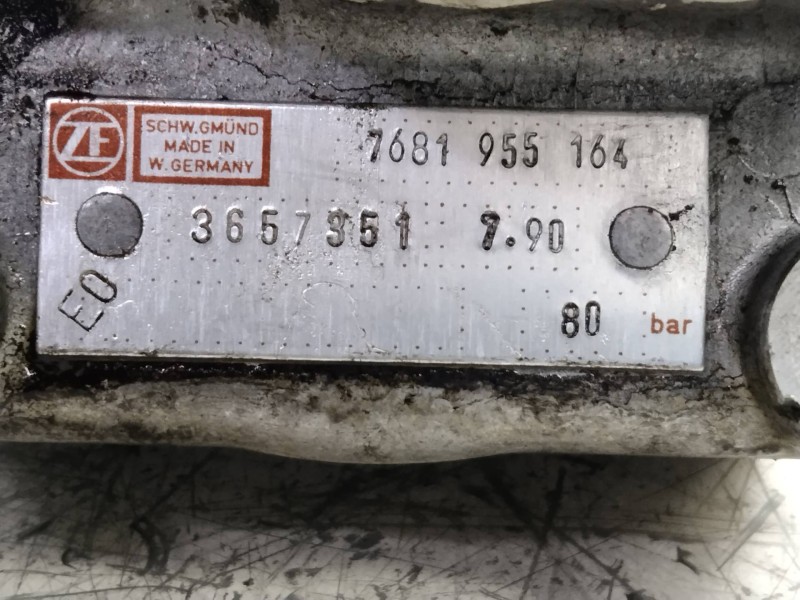 ZF
SCHW.GMÜND
MADE IN
W. GERMANY
7681 955 164
3657351 7.90
EO
80 bar